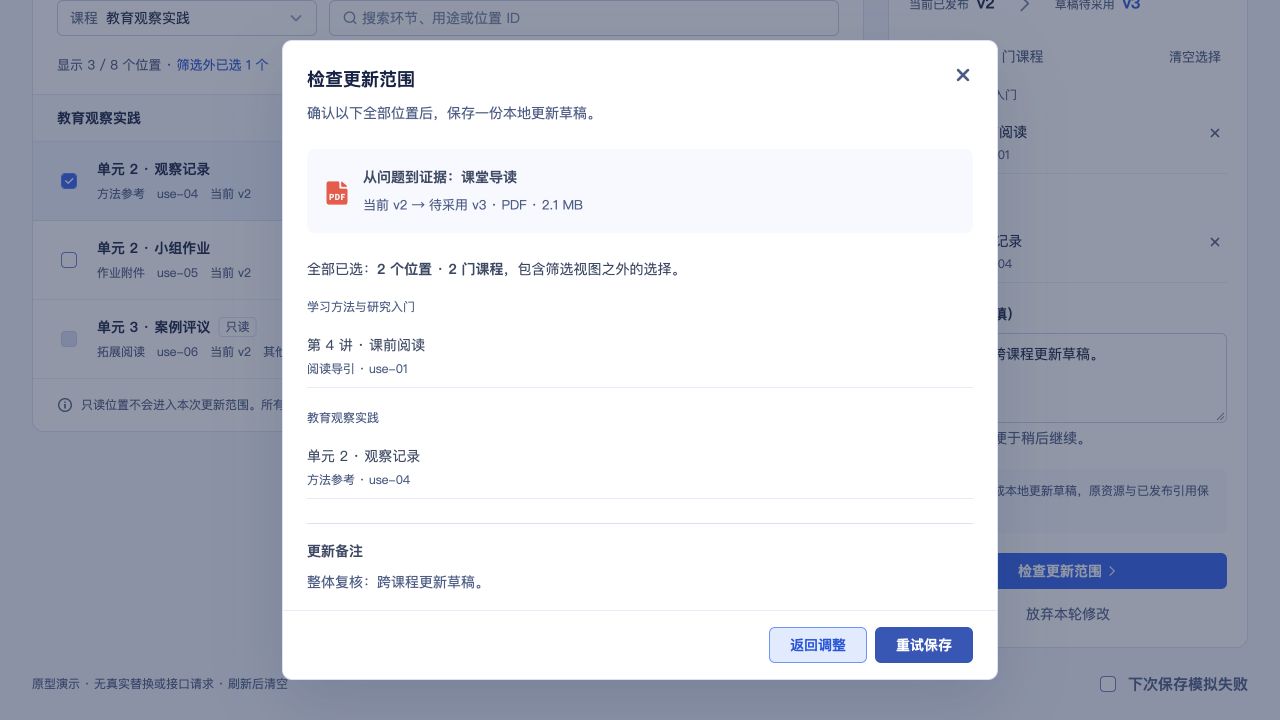 课程 教育观察实践
搜索环节、用途或位置 ID
显示 3 / 8 个位置 · 筛选外已选 1 个
教育观察实践
单元 2 · 观察记录
方法参考 use-04 当前 v2
单元 2 · 小组作业
作业附件 use-05 当前 v2
单元 3 · 案例评议 只读
拓展阅读 use-06 当前 v2 其他
只读位置不会进入本次更新范围。所有
检查更新范围
确认以下全部位置后，保存一份本地更新草稿。
PDF
从问题到证据：课堂导读
当前 v2 → 待采用 v3 · PDF · 2.1 MB
全部已选：2 个位置 · 2 门课程，包含筛选视图之外的选择。
学习方法与研究入门
第 4 讲 · 课前阅读
阅读导引 · use-01
教育观察实践
单元 2 · 观察记录
方法参考 · use-04
更新备注
整体复核：跨课程更新草稿。
返回调整
重试保存
当前已发布 v2 草稿待采用 v3
门课程
清空选择
入门
阅读
01
记录
04
填）
跨课程更新草稿。
便于稍后继续。
成本地更新草稿，原资源与已发布引用保
检查更新范围
放弃本轮修改
原型演示 · 无真实替换或接口请求 · 刷新后清空
下次保存模拟失败